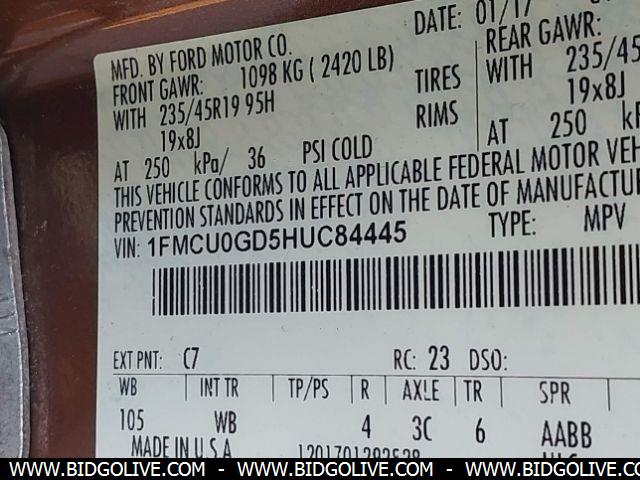 DATE: 01/17
MFD. BY FORD MOTOR CO.
FRONT GAWR: 1098 KG ( 2420 LB)
REAR GAWR:
WITH 235/45R19 95H TIRES
WITH 235/45
19x8J RIMS
19x8J
AT 250 kPa/ 36 PSI COLD
AT 250
THIS VEHICLE CONFORMS TO ALL APPLICABLE FEDERAL MOTOR VEH
PREVENTION STANDARDS IN EFFECT ON THE DATE OF MANUFACTU
VIN: 1FMCU0GD5HUC84445 TYPE: MPV
EXT PNT: C7 RC: 23 DSO:
WB INT TR TP/PS R AXLE TR SPR
105 WB 4 3C 6 AABB
MADE IN U.S.A
WWW.BIDGOLIVE.COM - WWW.BIDGOLIVE.COM - WWW.BIDGOLIVE.COM